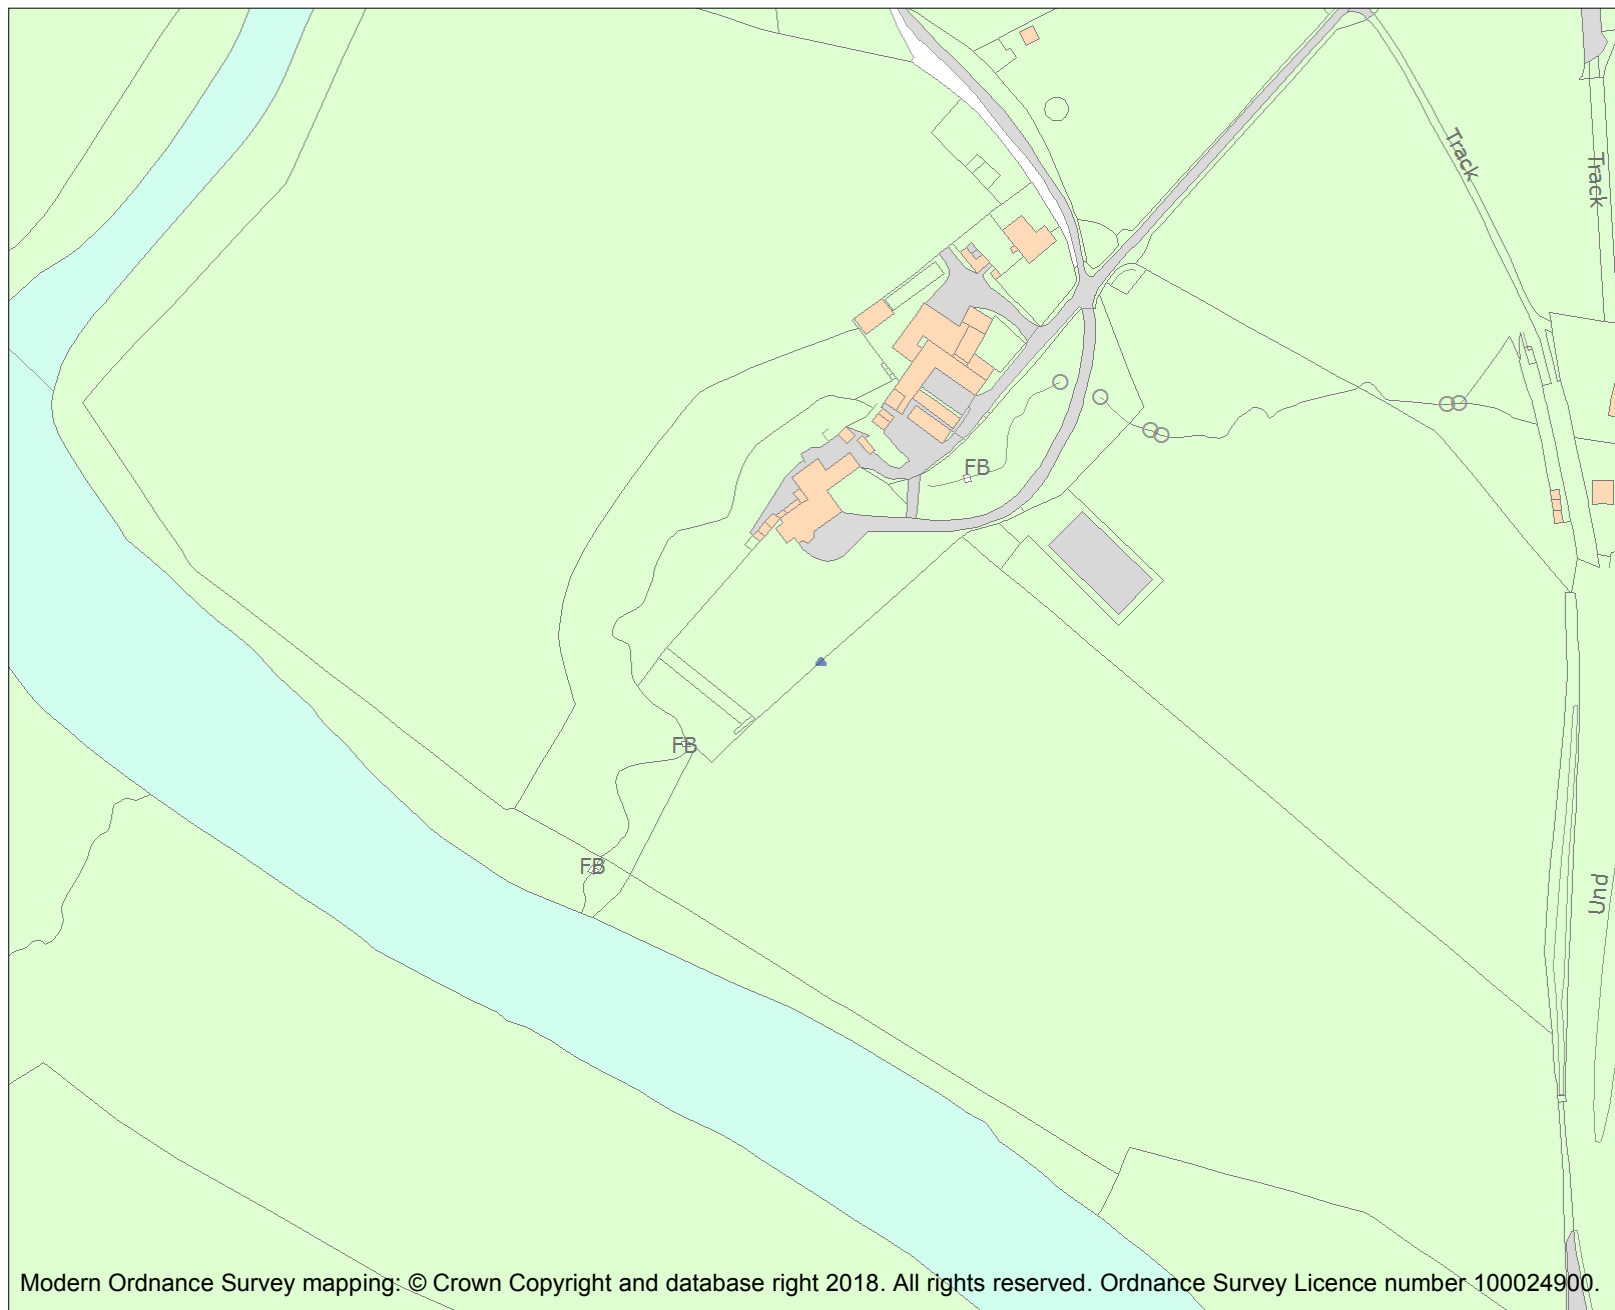 Track
Track
FB
FB
FB
Und
Modern Ordnance Survey mapping: © Crown Copyright and database right 2018. All rights reserved. Ordnance Survey Licence number 100024900.